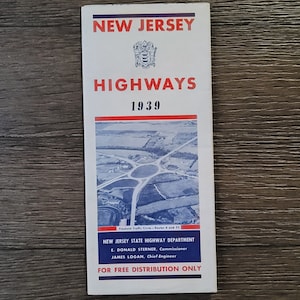 NEW JERSEY
HIGHWAYS
1939
NEW JERSEY STATE HIGHWAY DEPARTMENT
E. DONALD STERNER, Commissioner
JAMES LOGAN, Chief Engineer
FOR FREE DISTRIBUTION ONLY